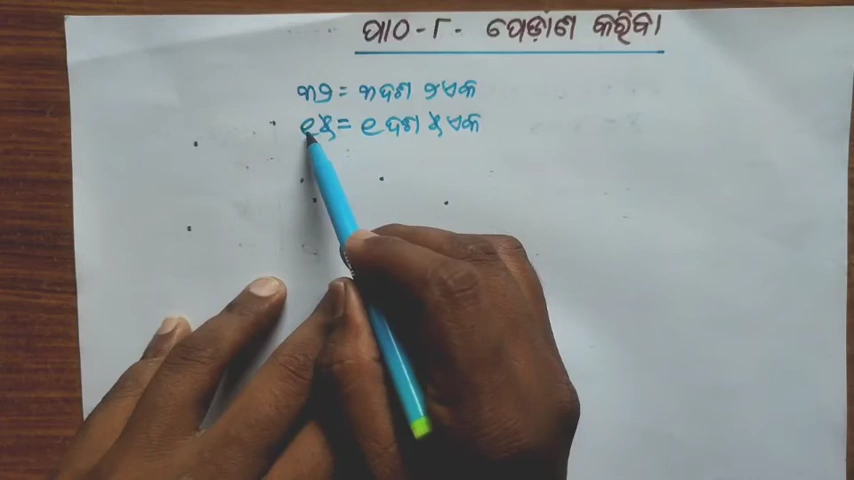 ପାଠ - ୮ - ପେଡ଼ାଣ କରିବା
୩୨ = ୩ଦଶ ୨ଏକ
୧୫ = ୧ଦଶ ୫ଏକ